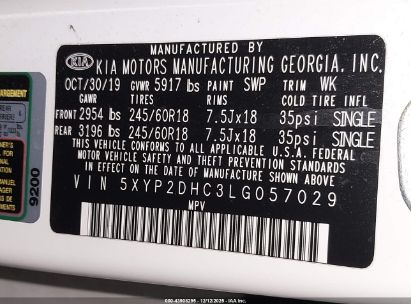 MANUFACTURED BY
KIA KIA MOTORS MANUFACTURING GEORGIA, INC.
OCT/30/19 GVWR 5917 lbs PAINT SWP TRIM WK
GAWR TIRES RIMS COLD TIRE INFL
FRONT 2954 lbs 245/60R18 7.5Jx18 35psi SINGLE
REAR 3196 lbs 245/60R18 7.5Jx18 35psi SINGLE
THIS VEHICLE CONFORMS TO ALL APPLICABLE
U.S.A. FEDERAL MOTOR VEHICLE SAFETY STANDARDS
IN EFFECT ON THE DATE OF MANUFACTURE SHOWN ABOVE
VIN 5XYP2DHC3LG057029
MPV
9200